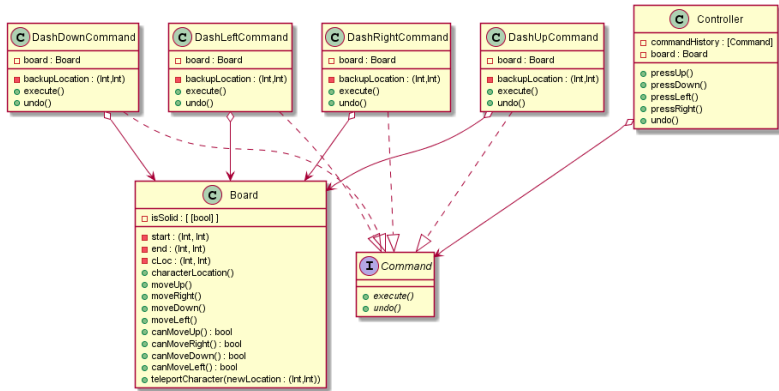 C DashDownCommand
board : Board
backupLocation : (Int,Int)
execute()
undo()
C DashLeftCommand
board : Board
backupLocation : (Int,Int)
execute()
undo()
C DashRightCommand
board : Board
backupLocation : (Int,Int)
execute()
undo()
C DashUpCommand
board : Board
backupLocation : (Int,Int)
execute()
undo()
C Controller
commandHistory : [Command]
board : Board
pressUp()
pressDown()
pressLeft()
pressRight()
undo()
C Board
isSolid : [ [bool] ]
start : (Int, Int)
end : (Int, Int)
cLoc : (Int, Int)
characterLocation()
moveUp()
moveRight()
moveDown()
moveLeft()
canMoveUp() : bool
canMoveRight() : bool
canMoveDown() : bool
canMoveLeft() : bool
teleportCharacter(newLocation : (Int,Int))
I Command
execute()
undo()